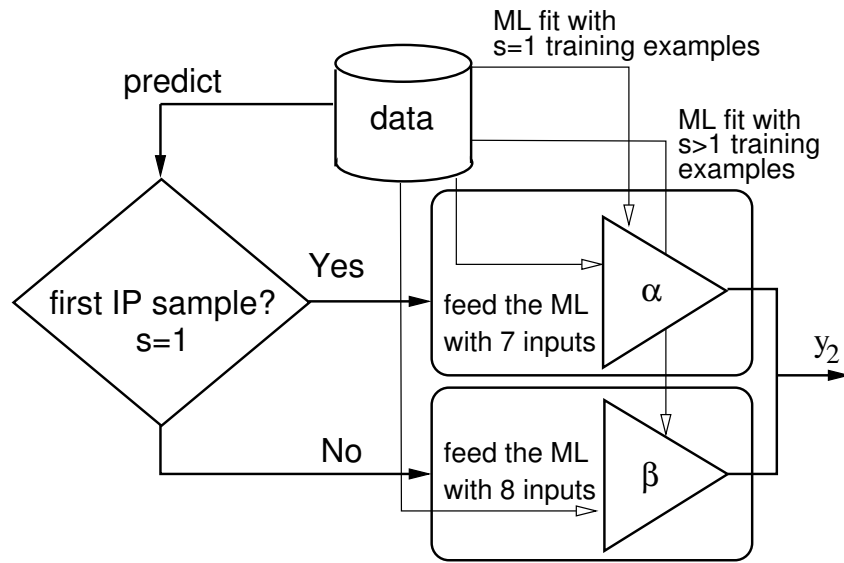 ML fit with
s=1 training examples
predict
data
ML fit with
s>1 training
examples
Yes
first IP sample?
s=1
feed the ML
with 7 inputs
α
y2
No
feed the ML
with 8 inputs
β